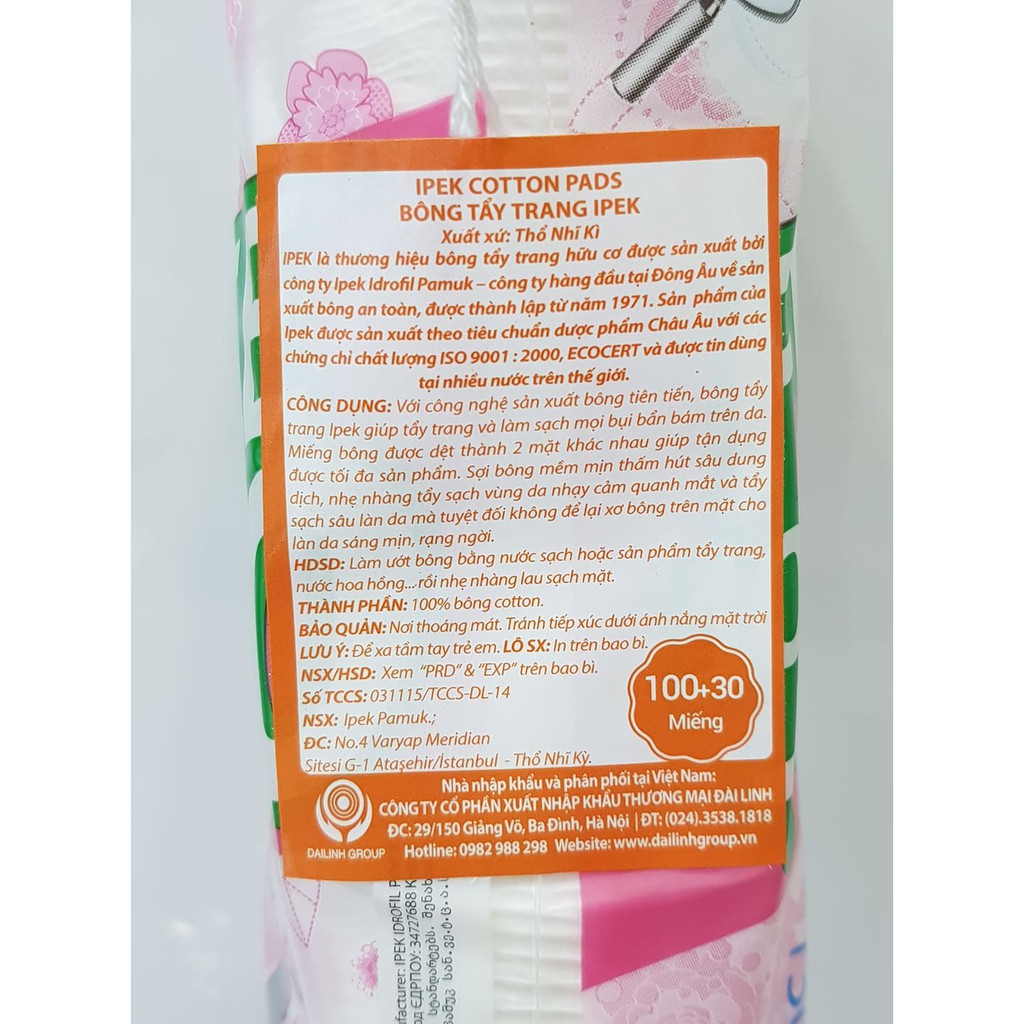 IPEK COTTON PADS
BÔNG TẨY TRANG IPEK
Xuất xứ: Thổ Nhĩ Kì
IPEK là thương hiệu bông tẩy trang hữu cơ được sản xuất bởi
công ty Ipek Idrofil Pamuk – công ty hàng đầu tại Đông Âu về sản
xuất bông an toàn, được thành lập từ năm 1971. Sản phẩm của
Ipek được sản xuất theo tiêu chuẩn dược phẩm Châu Âu với các
chứng chỉ chất lượng ISO 9001 : 2000, ECOCERT và được tin dùng
tại nhiều nước trên thế giới.
CÔNG DỤNG: Với công nghệ sản xuất bông tiên tiến, bông tẩy
trang Ipek giúp tẩy trang và làm sạch mọi bụi bẩn bám trên da.
Miếng bông được dệt thành 2 mặt khác nhau giúp tận dụng
được tối đa sản phẩm. Sợi bông mềm mịn thấm hút sâu dung
dịch, nhẹ nhàng tẩy sạch vùng da nhạy cảm quanh mắt và tẩy
sạch sâu làn da mà tuyệt đối không để lại xơ bông trên mặt cho
làn da sáng mịn, rạng ngời.
HDSD: Làm ướt bông bằng nước sạch hoặc sản phẩm tẩy trang,
nước hoa hồng... rồi nhẹ nhàng lau sạch mặt.
THÀNH PHẦN: 100% bông cotton.
BẢO QUẢN: Nơi thoáng mát. Tránh tiếp xúc dưới ánh nắng mặt trời
LƯU Ý: Để xa tầm tay trẻ em. LÔ SX: In trên bao bì.
NSX/HSD: Xem "PRD" & "EXP" trên bao bì.
Số TCCS: 031115/TCCS-DL-14
NSX: Ipek Pamuk.;
ĐC: No.4 Varyap Meridian
Sitesi G-1 Ataşehir/İstanbul - Thổ Nhĩ Kỳ.
100+30
Miếng
Nhà nhập khẩu và phân phối tại Việt Nam:
CÔNG TY CỔ PHẦN XUẤT NHẬP KHẨU THƯƠNG MẠI ĐÀI LINH
ĐC: 29/150 Giảng Võ, Ba Đình, Hà Nội | ĐT: (024).3538.1818
Hotline: 0982 988 298 Website: www.dailinhgroup.vn
DAILINH GROUP
IPEK IDROFIL
ЄДРПОУ: 34727688